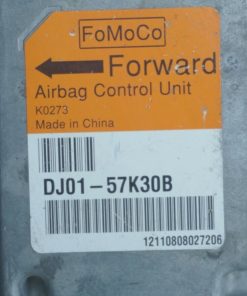 FoMoCo
Forward
Airbag Control Unit
K0273
Made in China
DJ01-57K30B
12110808027206